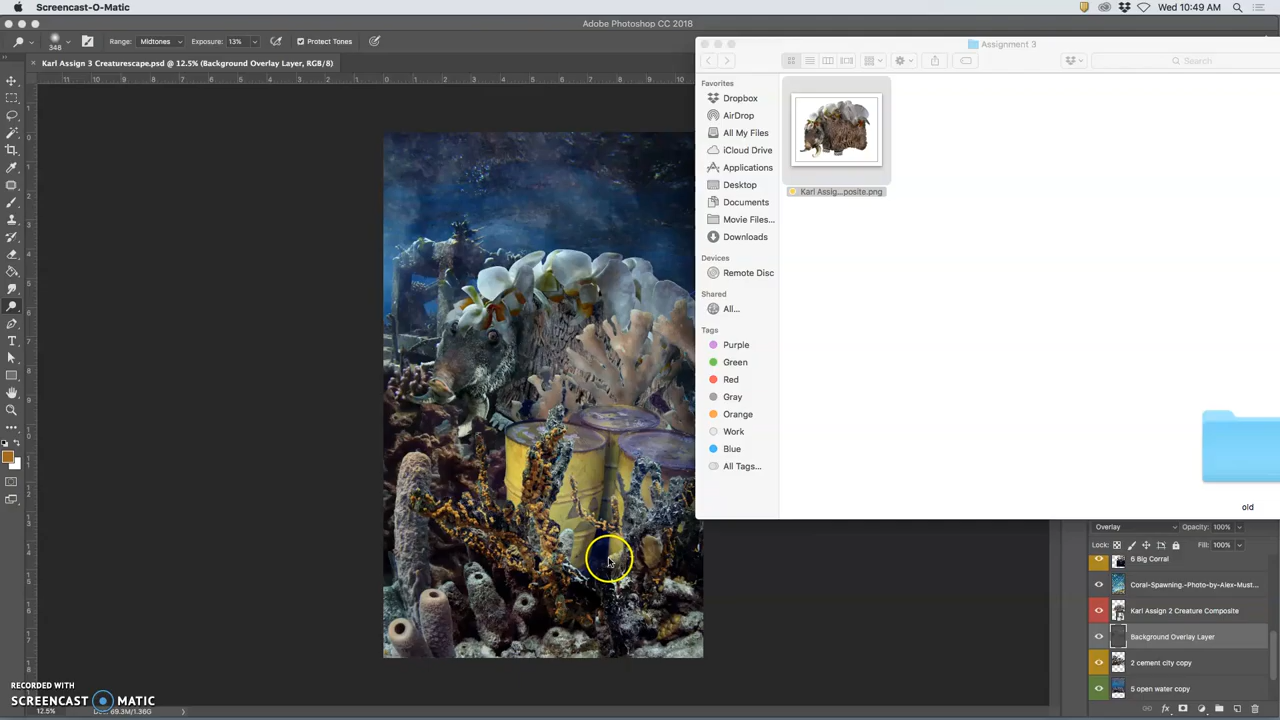 Screencast-O-Matic
Wed 10:49 AM
Adobe Photoshop CC 2018
348
Range: Midtones
Exposure: 13%
Protect Tones
× Karl Assign 3 Creaturescape.psd @ 12.5% (Background Overlay Layer, RGB/8)
Assignment 3
Search
Favorites
Dropbox
AirDrop
All My Files
iCloud Drive
Applications
Desktop
Documents
Movie Files...
Downloads
Devices
Remote Disc
Shared
All...
Tags
Purple
Green
Red
Gray
Orange
Work
Blue
All Tags...
Karl Assig...posite.png
old
Overlay
Opacity: 100%
Lock:
Fill: 100%
6 Big Corral
Coral-Spawning.-Photo-by-Alex-Must...
Karl Assign 2 Creature Composite
Background Overlay Layer
2 cement city copy
5 open water copy
fx
RECORDED WITH
SCREENCAST MATIC
12.5%